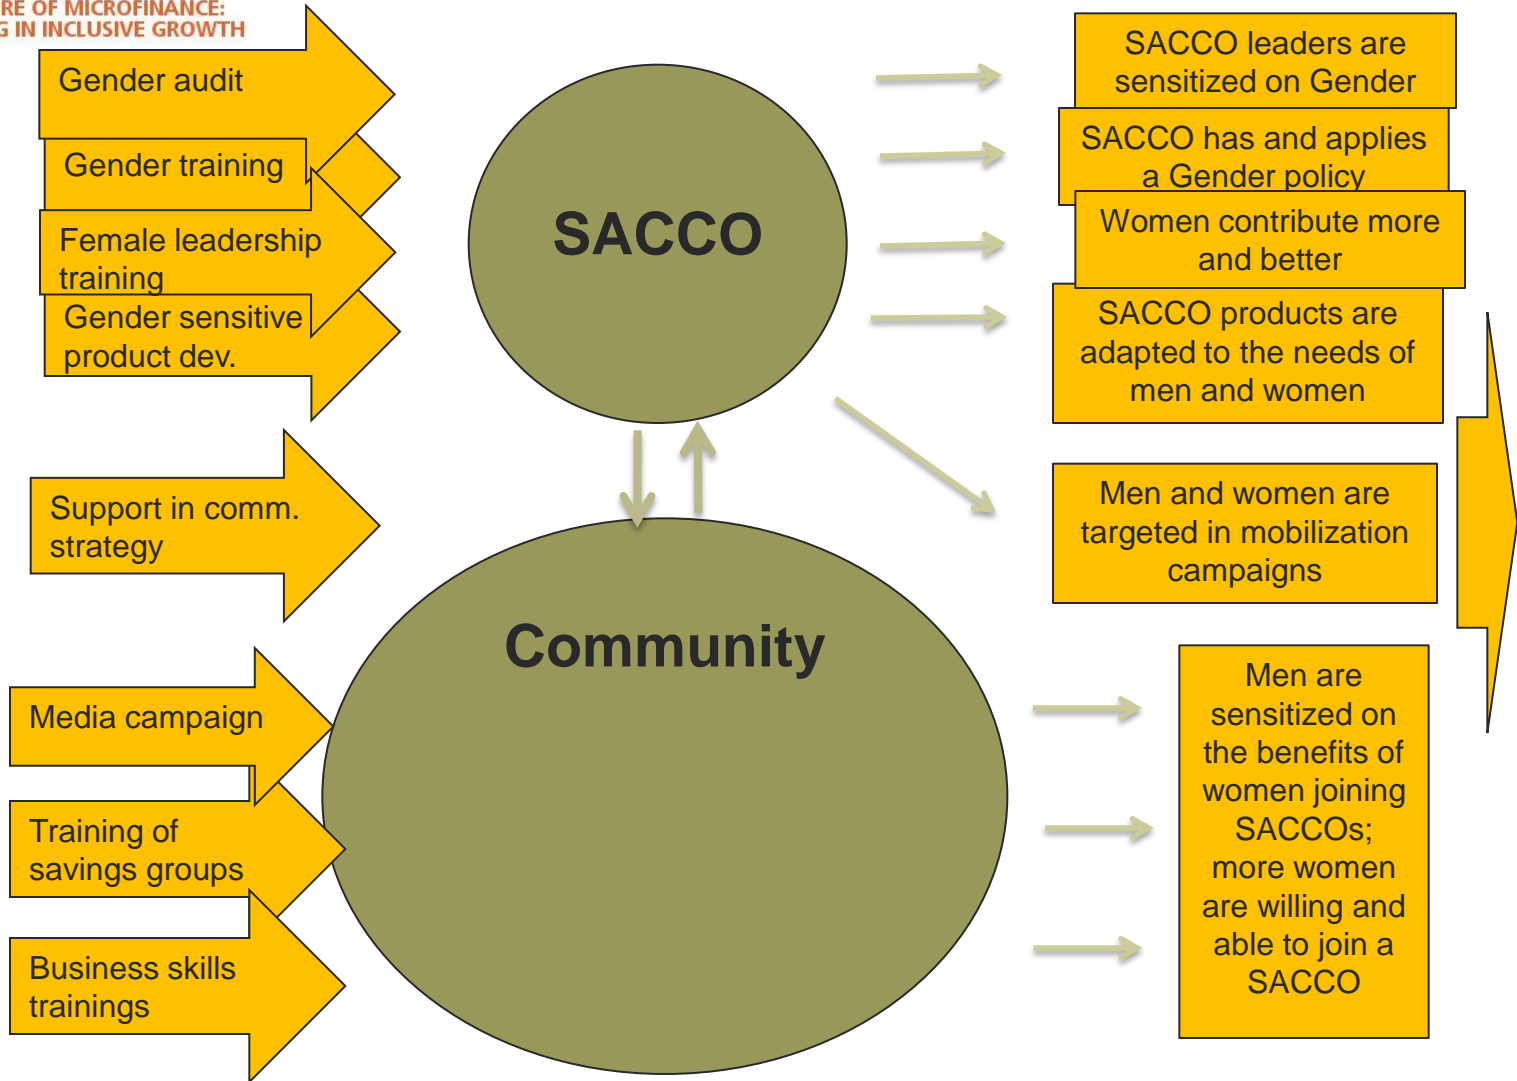 RE OF MICROFINANCE:
G IN INCLUSIVE GROWTH
Gender audit
Gender training
Female leadership
training
Gender sensitive
product dev.
Support in comm.
strategy
Media campaign
Training of
savings groups
Business skills
trainings
SACCO
Community
SACCO leaders are
sensitized on Gender
SACCO has and applies
a Gender policy
Women contribute more
and better
SACCO products are
adapted to the needs of
men and women
Men and women are
targeted in mobilization
campaigns
Men are
sensitized on
the benefits of
women joining
SACCOs;
more women
are willing and
able to join a
SACCO